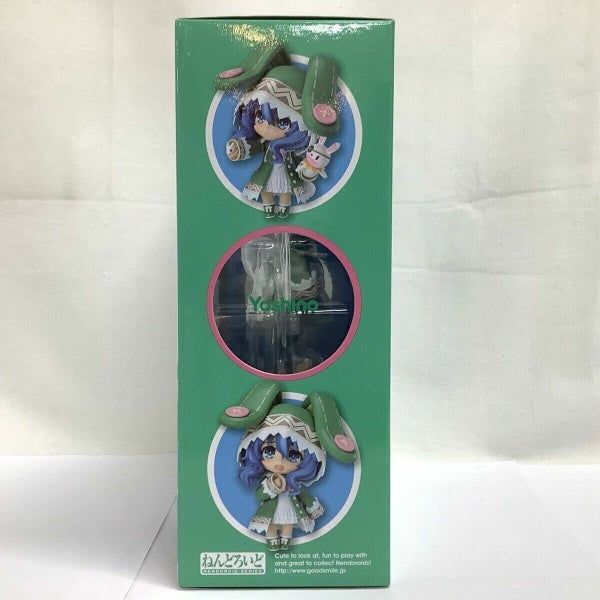 Yoshino
ねんどろいど
NENDOROID SERIES
Cute to look at, fun to play with
and great to collect Nendoroids!
http://www.goodsmile.jp